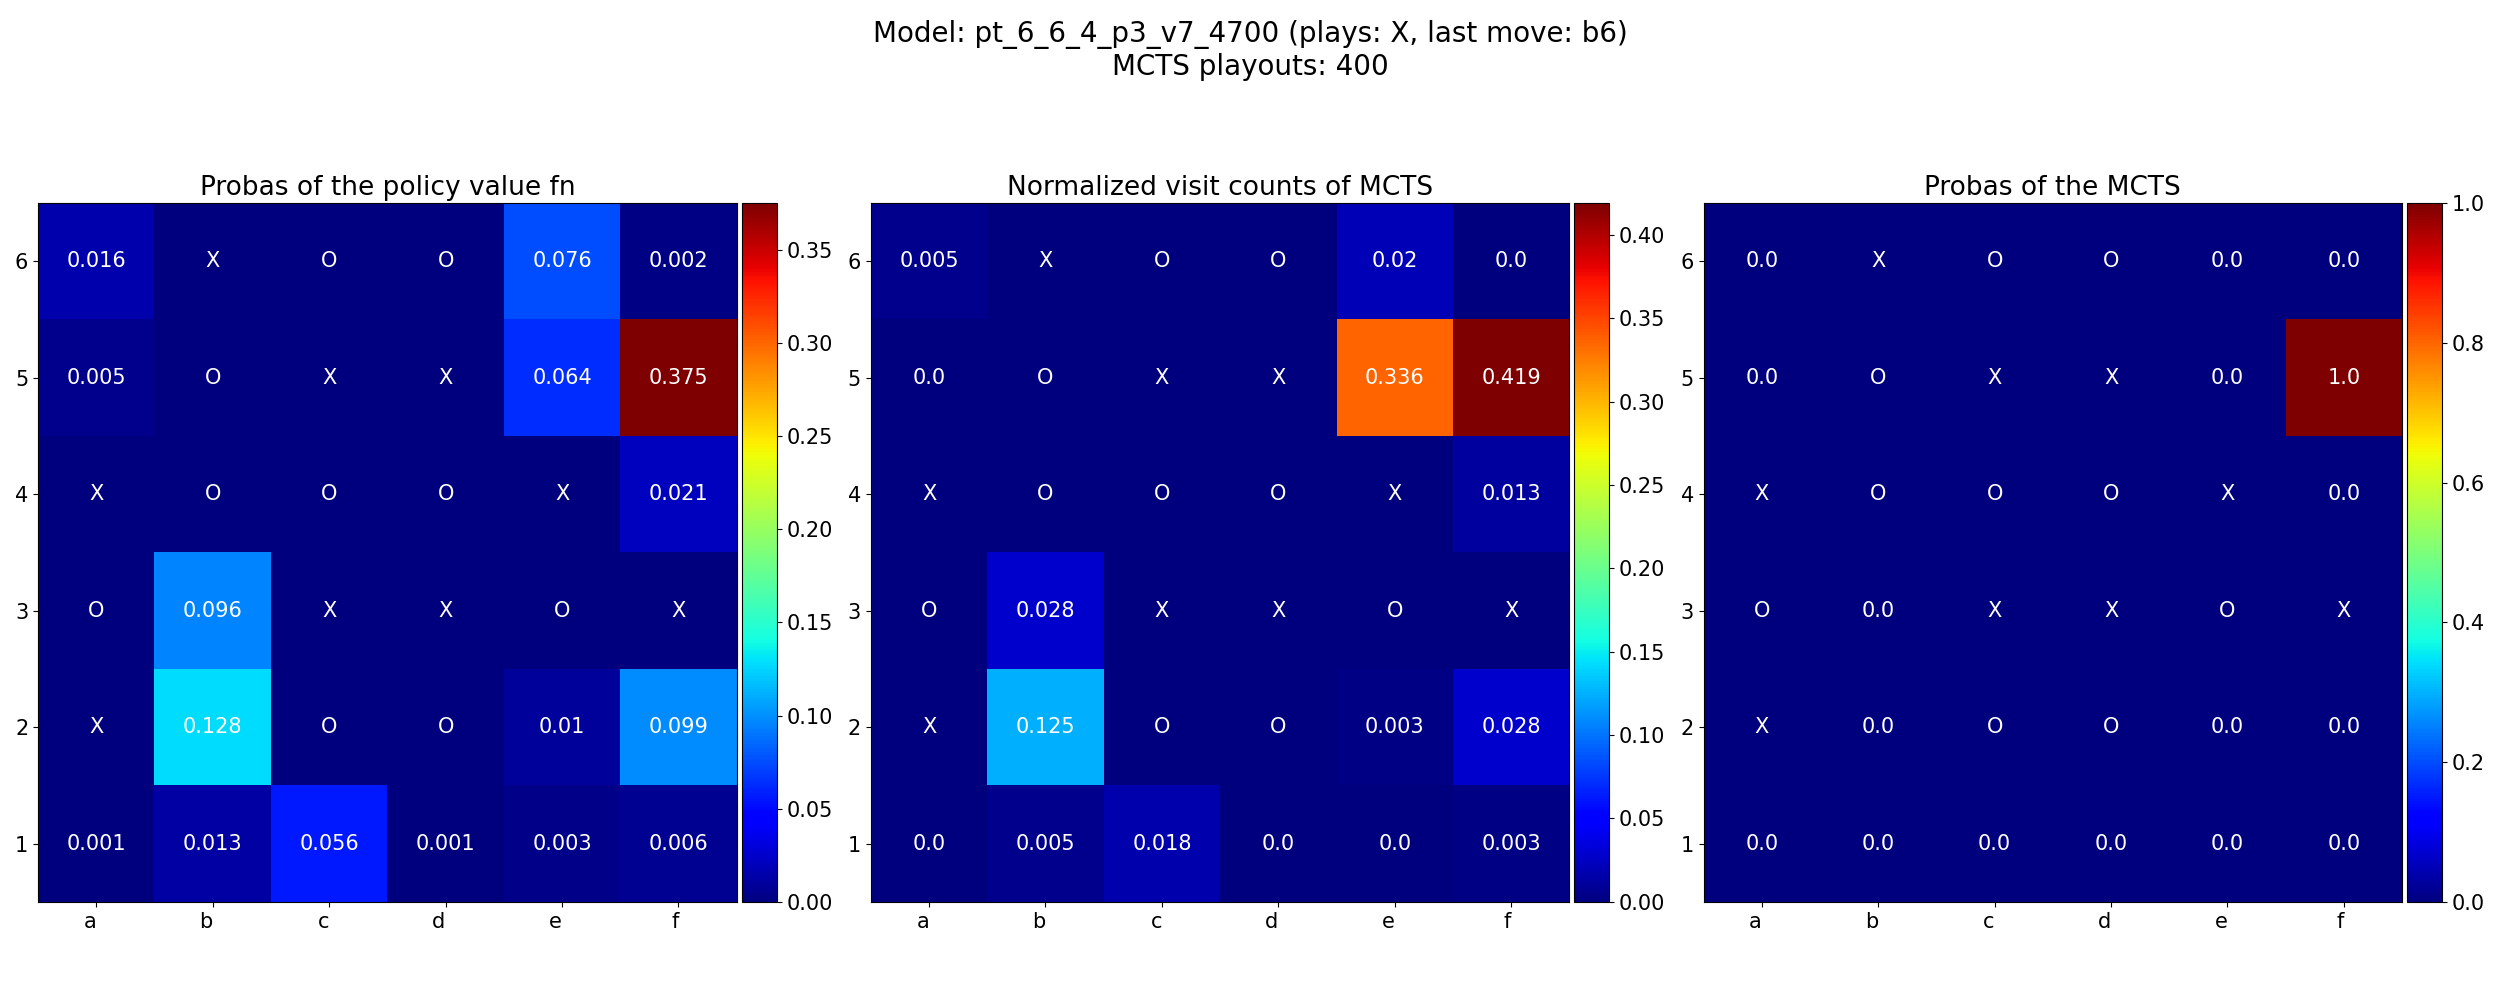 Model: pt_6_6_4_p3_v7_4700 (plays: X, last move: b6)
MCTS playouts: 400
Probas of the policy value fn
6 0.016 X O O 0.076 0.002
5 0.005 O X X 0.064 0.375
4 X O O O X 0.021
3 O 0.096 X X O X
2 X 0.128 O O 0.01 0.099
1 0.001 0.013 0.056 0.001 0.003 0.006
a b c d e f
0.35
0.30
0.25
0.20
0.15
0.10
0.05
0.00
Normalized visit counts of MCTS
6 0.005 X O O 0.02 0.0
5 0.0 O X X 0.336 0.419
4 X O O O X 0.013
3 O 0.028 X X O X
2 X 0.125 O O 0.003 0.028
1 0.0 0.005 0.018 0.0 0.0 0.003
a b c d e f
0.40
0.35
0.30
0.25
0.20
0.15
0.10
0.05
0.00
Probas of the MCTS
6 0.0 X O O 0.0 0.0
5 0.0 O X X 0.0 1.0
4 X O O O X 0.0
3 O 0.0 X X O X
2 X 0.0 O O 0.0 0.0
1 0.0 0.0 0.0 0.0 0.0 0.0
a b c d e f
1.0
0.8
0.6
0.4
0.2
0.0